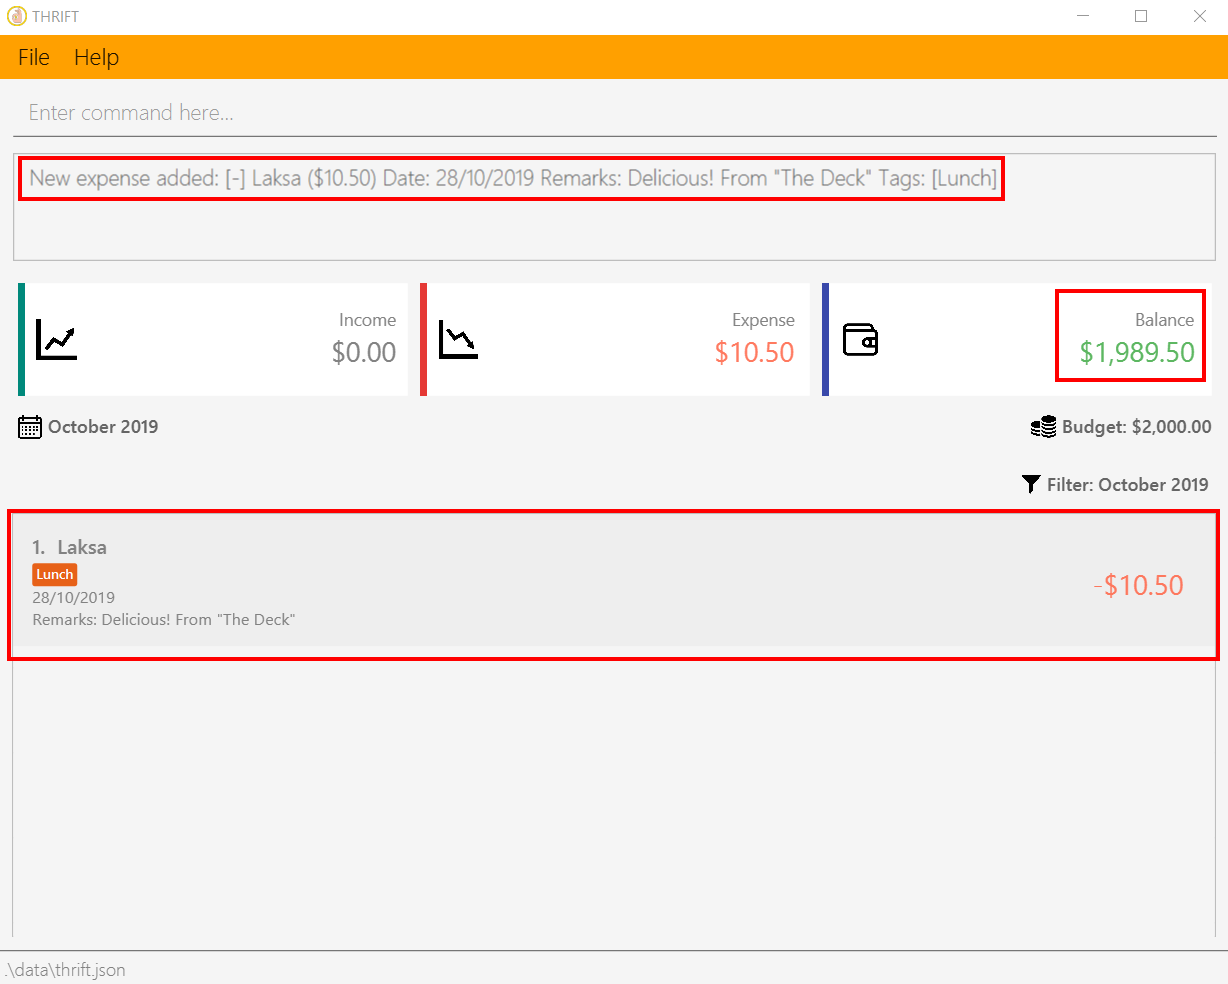 THRIFT
File Help
Enter command here...
New expense added: [-] Laksa ($10.50) Date: 28/10/2019 Remarks: Delicious! From "The Deck" Tags: [Lunch]
Income
$0.00
Expense
$10.50
Balance
$1,989.50
October 2019
Budget: $2,000.00
Filter: October 2019
1. Laksa
Lunch
28/10/2019
Remarks: Delicious! From "The Deck"
-$10.50
.\data\thrift.json